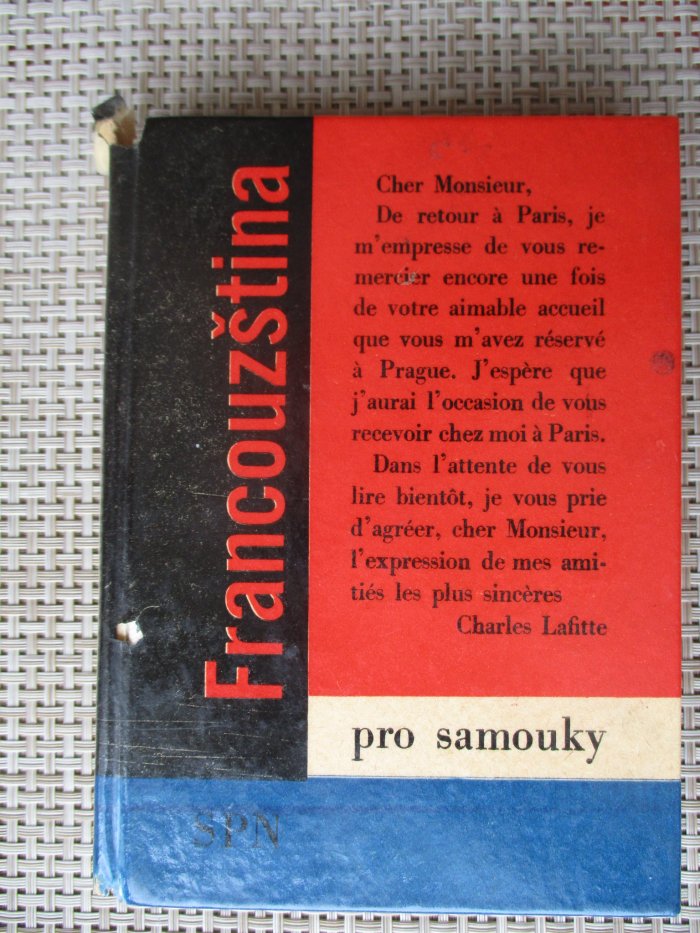 Francouzština
Cher Monsieur,
De retour à Paris, je
m'empresse de vous re-
mercier encore une fois
de votre aimable accueil
que vous m'avez réservé
à Prague. J'espère que
j'aurai l'occasion de vous
recevoir chez moi à Paris.
Dans l'attente de vous
lire bientôt, je vous prie
d'agréer, cher Monsieur,
l'expression de mes ami-
tiés les plus sincères
Charles Lafitte
pro samouky
SPN